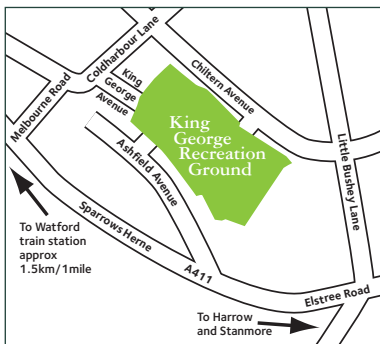 Coldharbour Lane
Melbourne Road
King
George
Avenue
Chiltern Avenue
King
George
Recreation
Ground
Ashfield Avenue
Little Bushey Lane
To Watford
train station
approx
1.5km/1mile
Sparrows Herne
A411
Elstree Road
To Harrow
and Stanmore